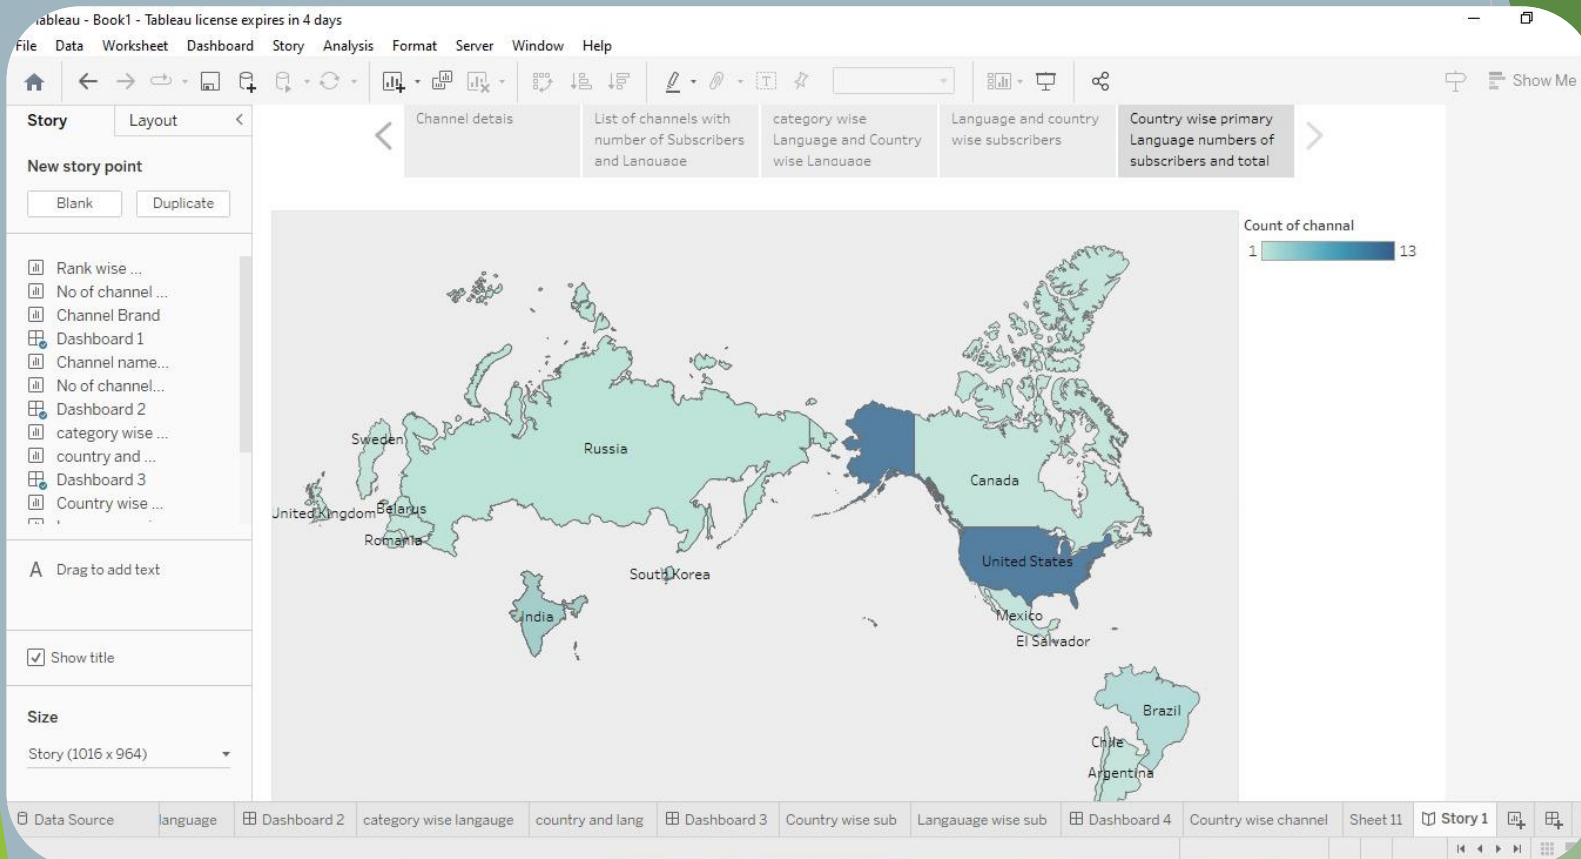 Tableau - Book1 - Tableau license expires in 4 days
File Data Worksheet Dashboard Story Analysis Format Server Window Help
Show Me
Story Layout
New story point
Blank Duplicate
Rank wise ...
No of channel ...
Channel Brand
Dashboard 1
Channel name...
No of channel...
Dashboard 2
category wise ...
country and ...
Dashboard 3
Country wise ...
A Drag to add text
Show title
Size
Story (1016 x 964)
Channel detais
List of channels with
number of Subscribers
and Language
category wise
Language and Country
wise Language
Language and country
wise subscribers
Country wise primary
Language numbers of
subscribers and total
Count of channal
1 13
Sweden
Russia
Canada
United Kingdom
Belarus
Romania
South Korea
United States
India
Mexico
El Salvador
Brazil
Chile
Argentina
Data Source language Dashboard 2 category wise langauge country and lang Dashboard 3 Country wise sub Langauage wise sub Dashboard 4 Country wise channel Sheet 11 Story 1